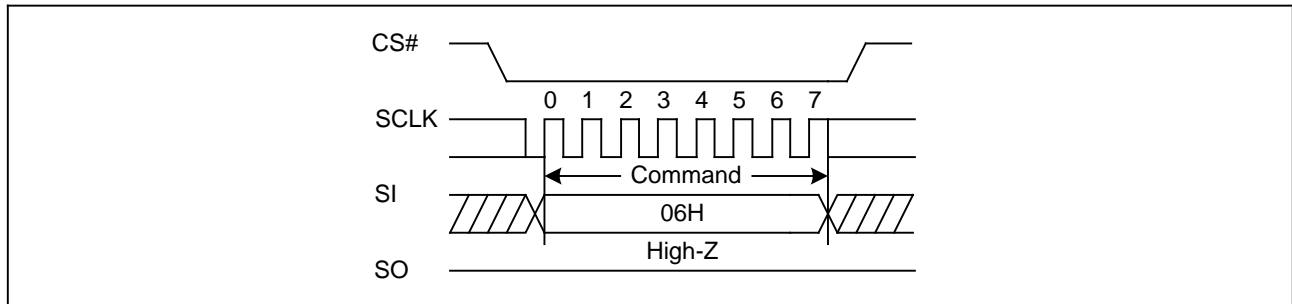 CS#
0 1 2 3 4 5 6 7
SCLK
Command
SI
06H
High-Z
SO